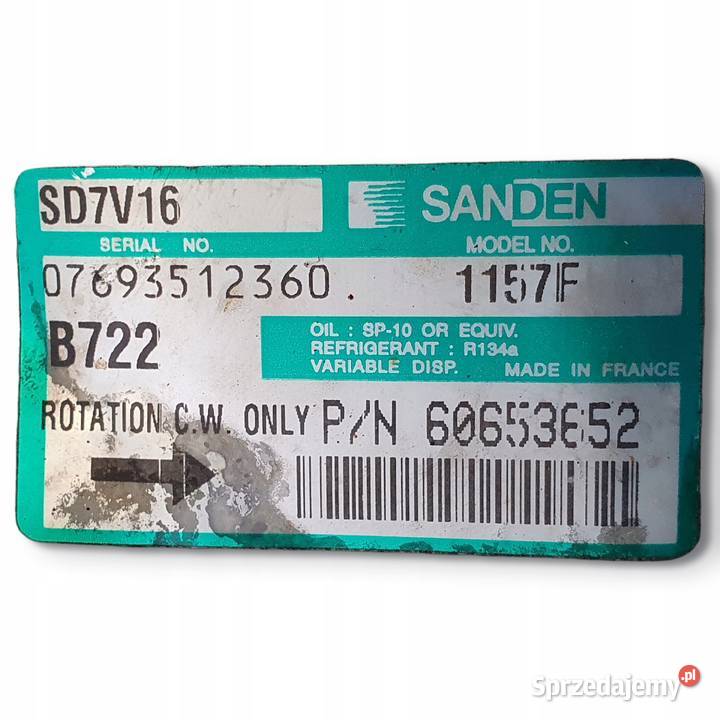 SD7V16
SANDEN
SERIAL NO.
MODEL NO.
07693512360.
1157F
B722
OIL : SP-10 OR EQUIV.
REFRIGERANT : R134a
VARIABLE DISP. MADE IN FRANCE
ROTATION C.W. ONLY P/N 60653652
Sprzedajemy.pl